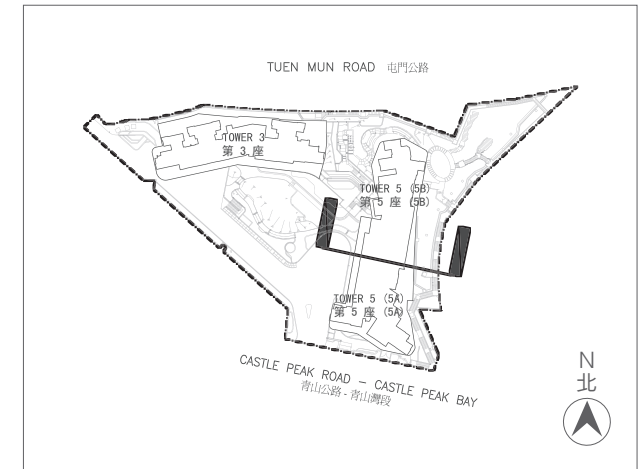 TUEN MUN ROAD 屯門公路
TOWER 3
第 3 座
TOWER 5 (5B)
第 5 座 (5B)
TOWER 5 (5A)
第 5 座 (5A)
CASTLE PEAK ROAD - CASTLE PEAK BAY
青山公路 - 青山灣段
N
北